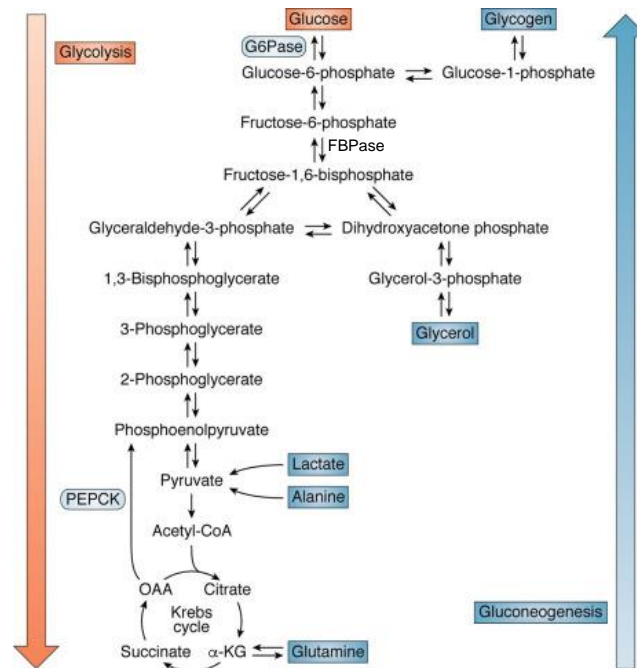 Glucose
Glycogen
Glycolysis
G6Pase
Glucose-6-phosphate
Glucose-1-phosphate
Fructose-6-phosphate
FBPase
Fructose-1,6-bisphosphate
Glyceraldehyde-3-phosphate
Dihydroxyacetone phosphate
1,3-Bisphosphoglycerate
Glycerol-3-phosphate
3-Phosphoglycerate
Glycerol
2-Phosphoglycerate
Phosphoenolpyruvate
Lactate
Pyruvate
Alanine
PEPCK
Acetyl-CoA
OAA
Citrate
Krebs
cycle
Gluconeogenesis
Succinate
α-KG
Glutamine